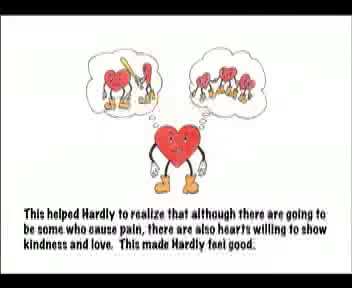 This helped Hardly to realize that although there are going to
be some who cause pain, there are also hearts willing to show
kindness and love.  This made Hardly feel good.